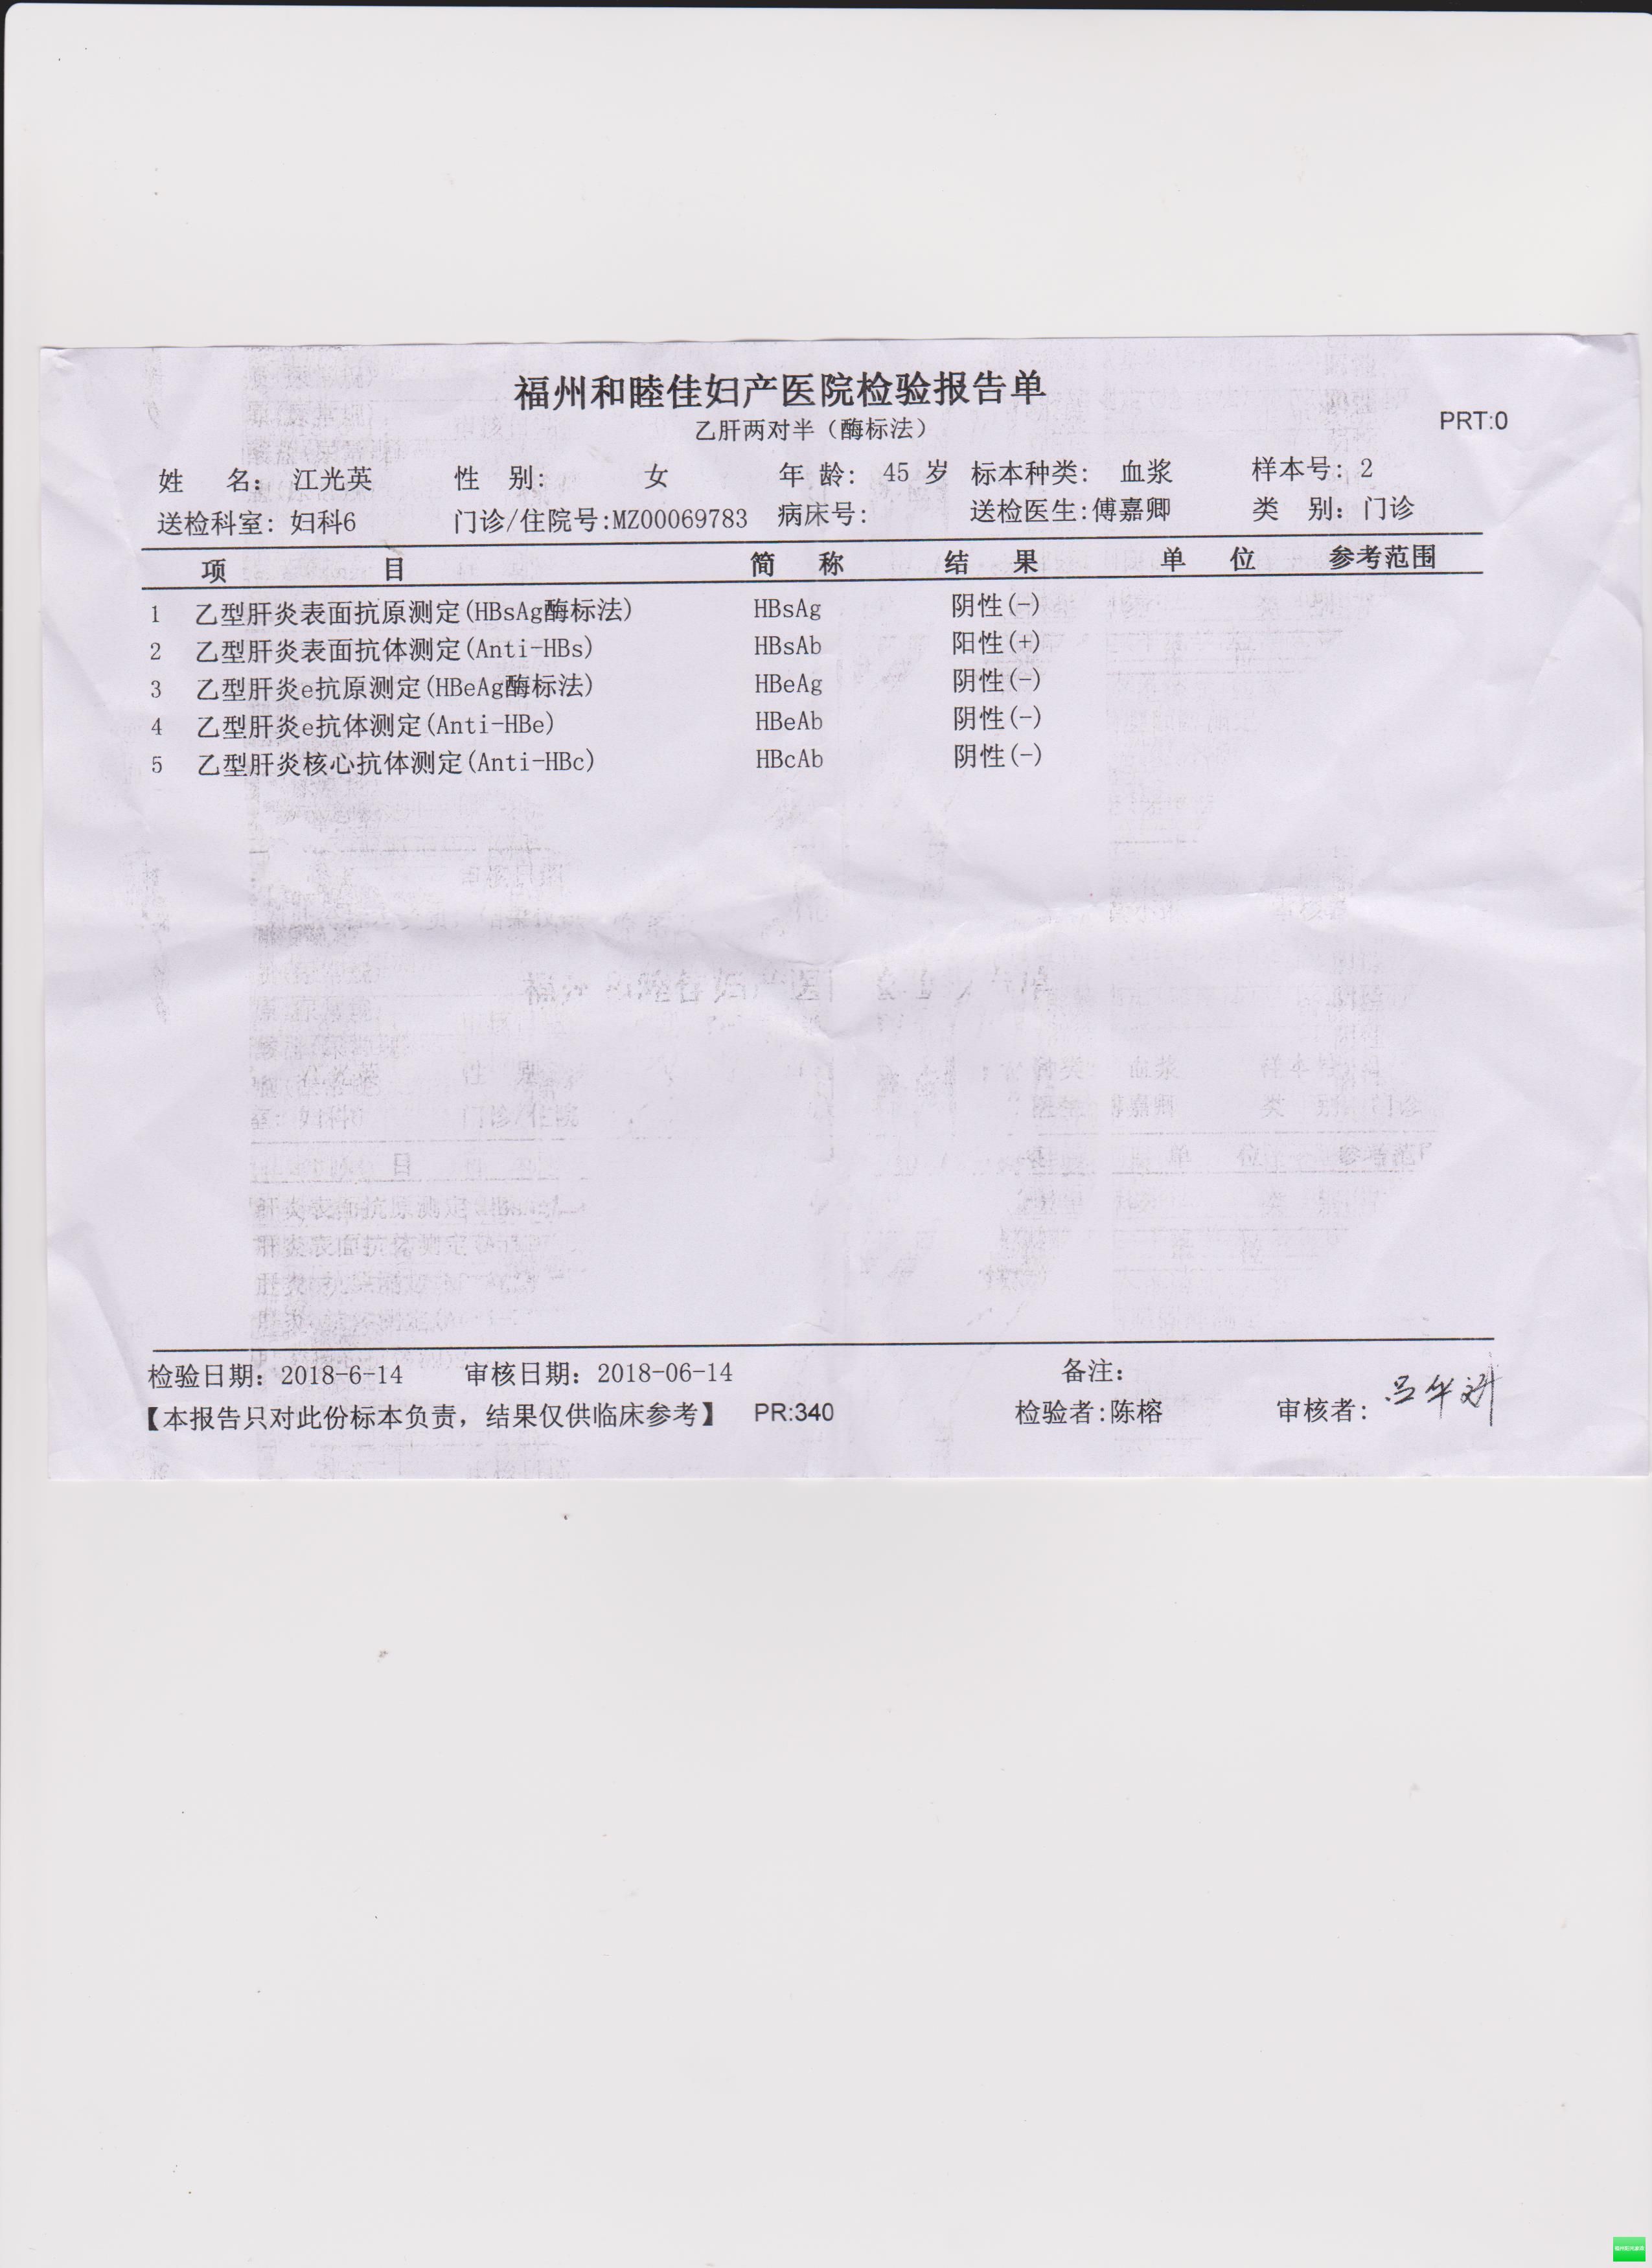 福州和睦佳妇产医院检验报告单
乙肝两对半（酶标法）
PRT:0
姓 名: 江光英 性 别: 女 年 龄: 45 岁 标本种类: 血浆 样本号: 2
送检科室: 妇科6 门诊/住院号:MZ00069783 病床号: 送检医生:傅嘉卿 类 别: 门诊
项 目 简 称 结 果 单 位 参考范围
1 乙型肝炎表面抗原测定(HBsAg酶标法) HBsAg 阴性(-)
2 乙型肝炎表面抗体测定(Anti-HBs) HBsAb 阳性(+)
3 乙型肝炎e抗原测定(HBeAg酶标法) HBeAg 阴性(-)
4 乙型肝炎e抗体测定(Anti-HBe) HBeAb 阴性(-)
5 乙型肝炎核心抗体测定(Anti-HBc) HBcAb 阴性(-)
检验日期: 2018-6-14 审核日期: 2018-06-14 备注:
【本报告只对此份标本负责，结果仅供临床参考】 PR:340 检验者:陈榕 审核者: